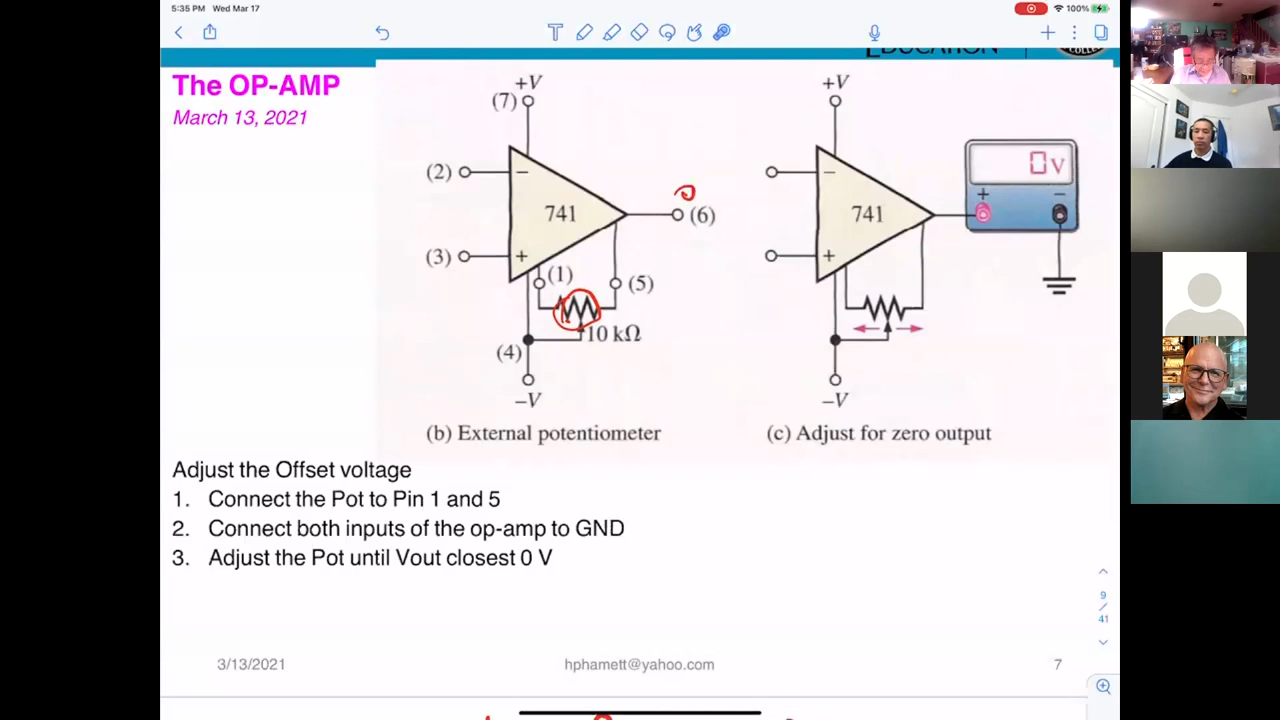 5:35 PM Wed Mar 17
100%
EDUCATION
The OP-AMP
March 13, 2021
+V
(7)
(2)
−
741
0
(6)
(3)
+
(1)
(5)
10 kΩ
(4)
−V
(b) External potentiometer
+V
−
741
+
0V
+ −
−V
(c) Adjust for zero output
Adjust the Offset voltage
1. Connect the Pot to Pin 1 and 5
2. Connect both inputs of the op-amp to GND
3. Adjust the Pot until Vout closest 0 V
9
/
41
3/13/2021
hphamett@yahoo.com
7